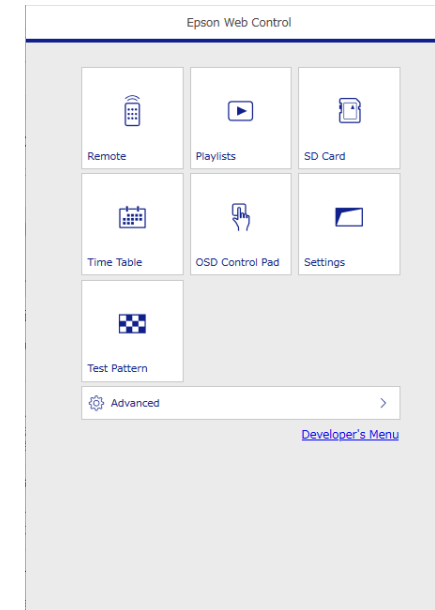 Epson Web Control
Remote
Playlists
SD Card
Time Table
OSD Control Pad
Settings
Test Pattern
Advanced
Developer's Menu